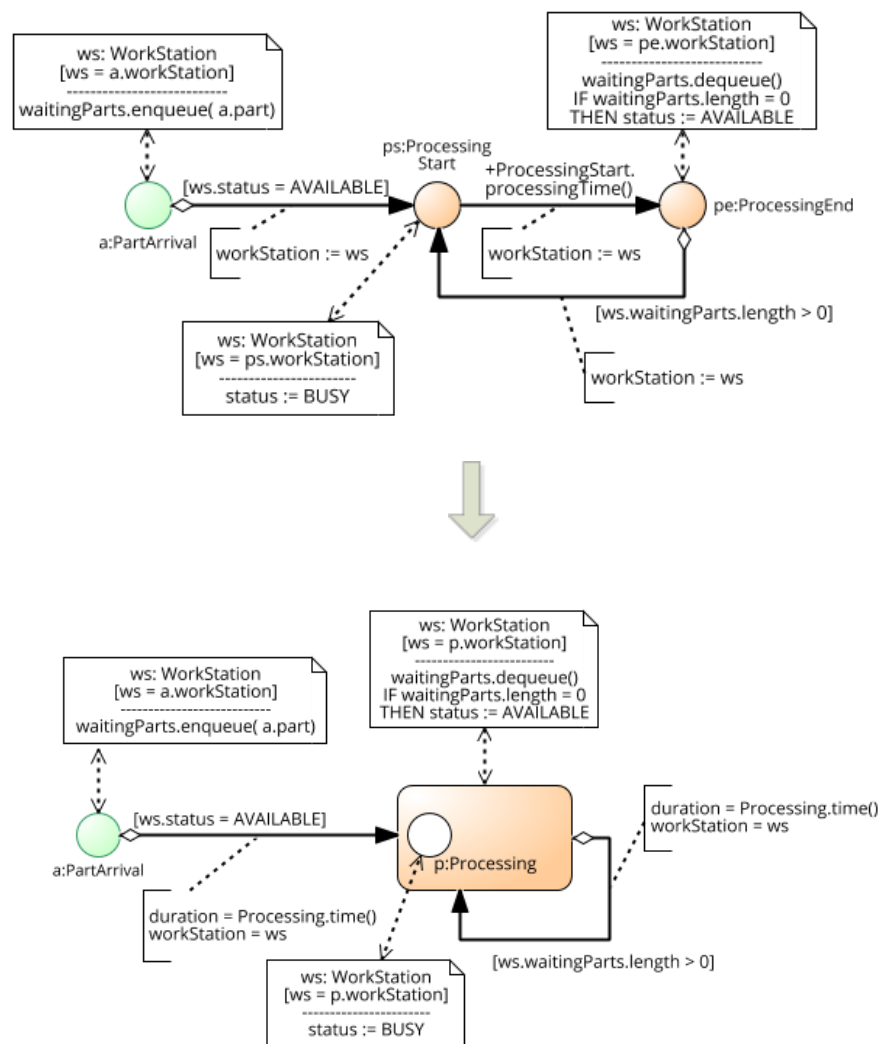 ws: WorkStation
[ws = a.workStation]
-----------------------------
waitingParts.enqueue( a.part)
ws: WorkStation
[ws = pe.workStation]
---------------------------
waitingParts.dequeue()
IF waitingParts.length = 0
THEN status := AVAILABLE
ps:Processing
Start
[ws.status = AVAILABLE]
+ProcessingStart.
processingTime()
a:PartArrival
pe:ProcessingEnd
workStation := ws
workStation := ws
ws: WorkStation
[ws = ps.workStation]
-------------------------
status := BUSY
[ws.waitingParts.length > 0]
workStation := ws
ws: WorkStation
[ws = p.workStation]
-------------------------
waitingParts.dequeue()
IF waitingParts.length = 0
THEN status := AVAILABLE
ws: WorkStation
[ws = a.workStation]
---------------------------
waitingParts.enqueue( a.part)
[ws.status = AVAILABLE]
a:PartArrival
p:Processing
duration = Processing.time()
workStation = ws
duration = Processing.time()
workStation = ws
[ws.waitingParts.length > 0]
ws: WorkStation
[ws = p.workStation]
-----------------------
status := BUSY